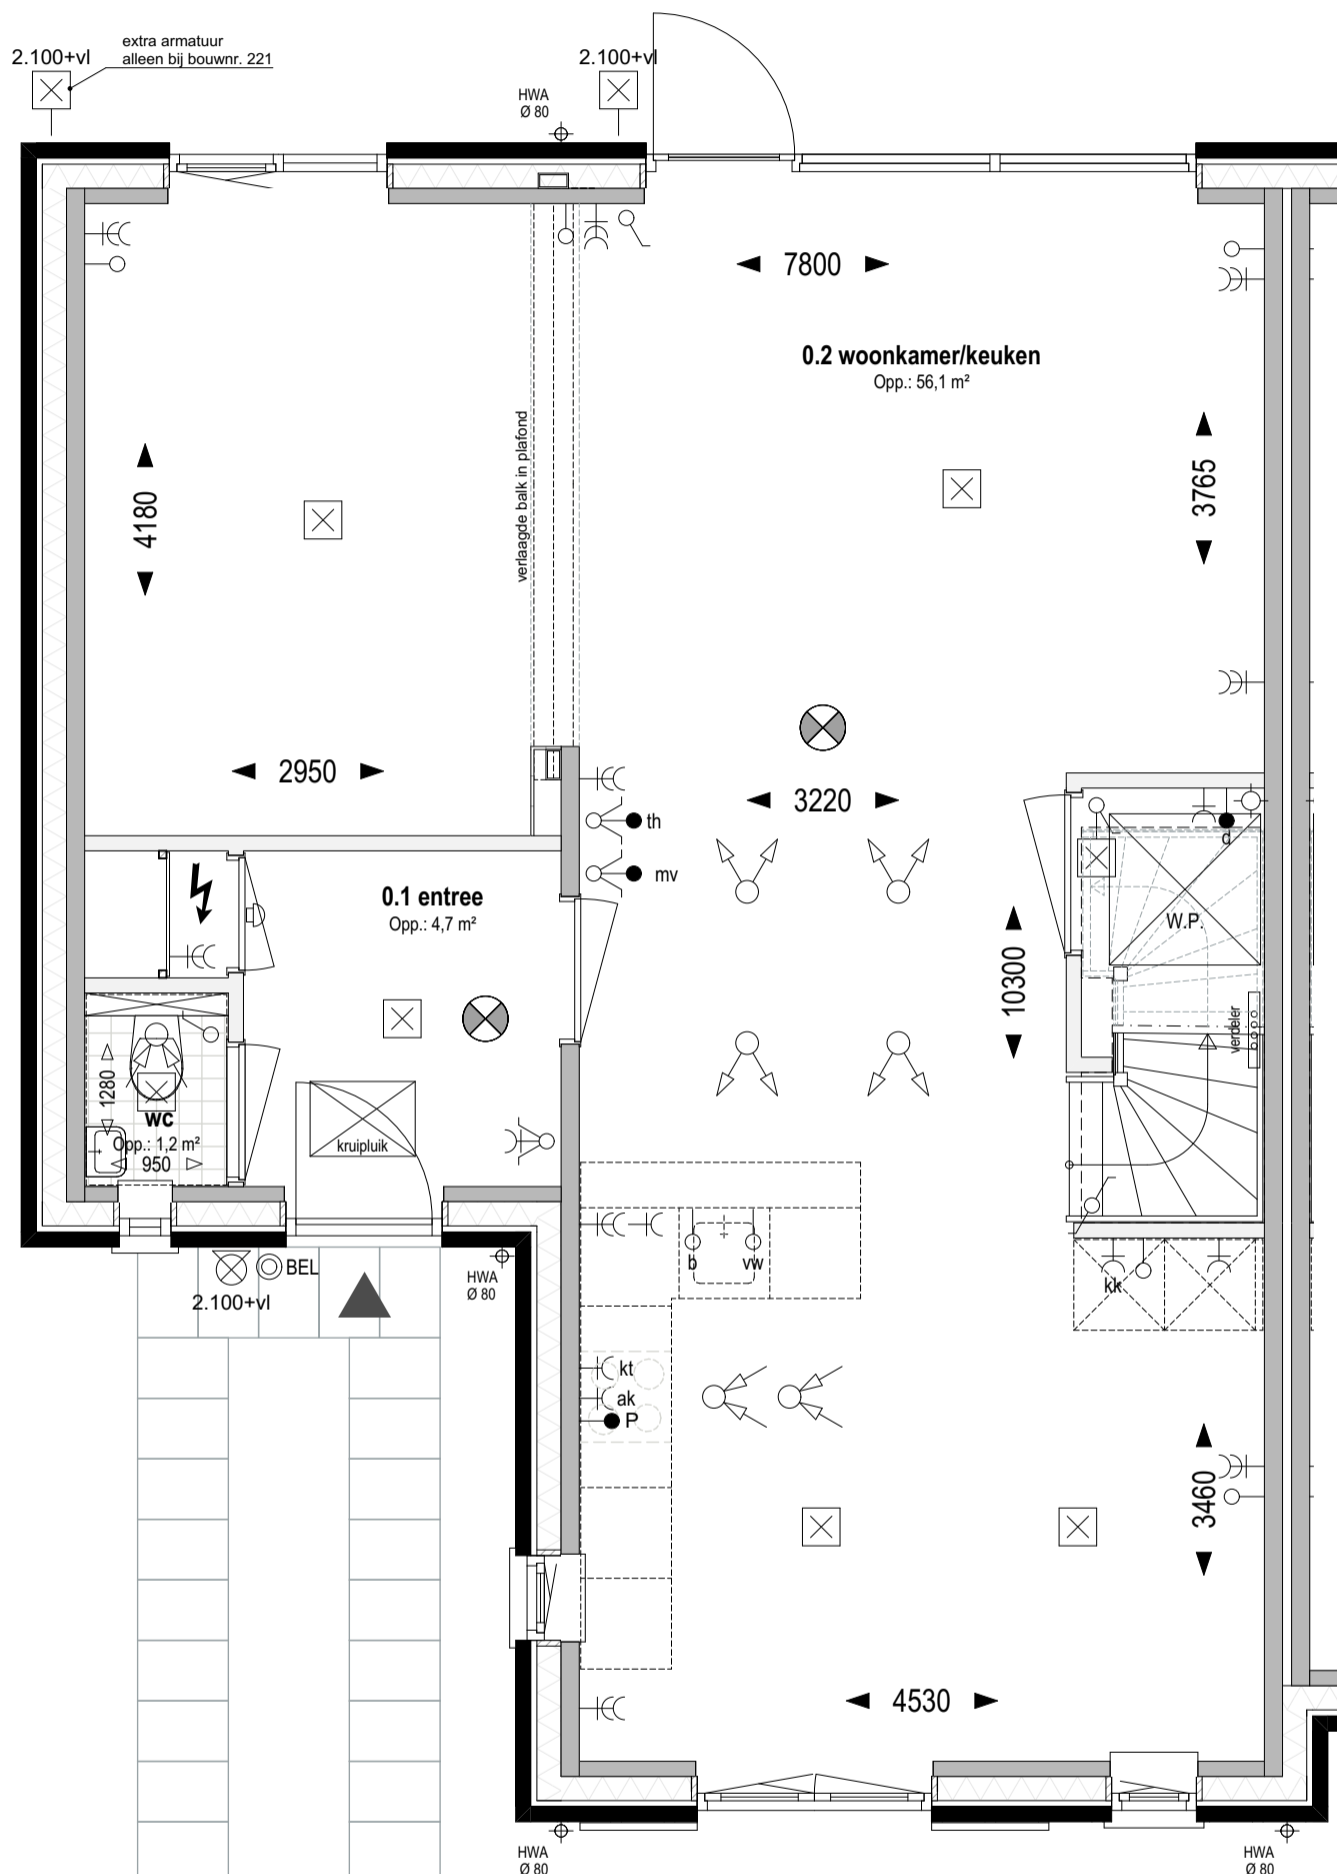 extra armatuur
alleen bij bouwnr. 221
2.100+vl
2.100+vl
HWA
Ø 80
7800
0.2 woonkamer/keuken
Opp.: 56,1 m²
verlaagde balk in plafond
4180
3765
2950
3220
th
mv
d
W.P.
0.1 entree
Opp.: 4,7 m²
10300
verdeler
1280
wc
Opp.: 1,2 m²
950
kruipluik
BEL
2.100+vl
HWA
Ø 80
b
vw
kk
kt
ak
P
3460
4530
HWA
Ø 80
HWA
Ø 80